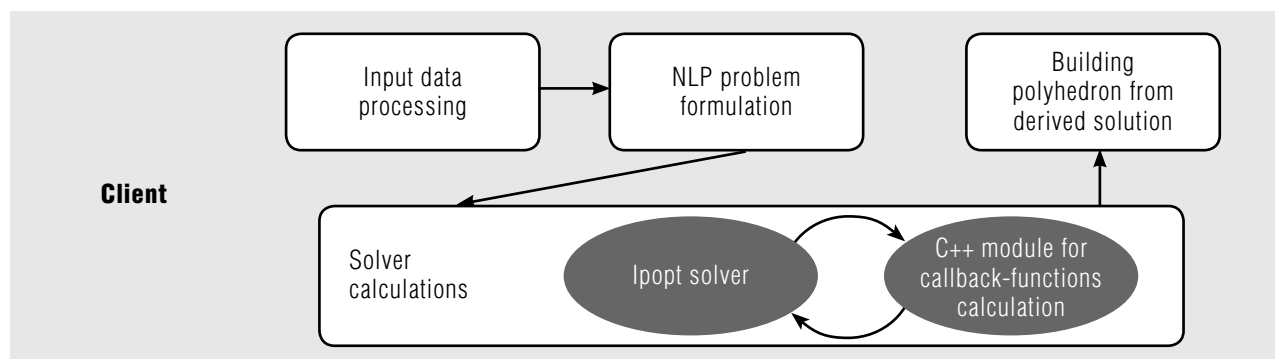 Input data
processing
NLP problem
formulation
Building
polyhedron from
derived solution
Client
Solver
calculations
Ipopt solver
C++ module for
callback-functions
calculation